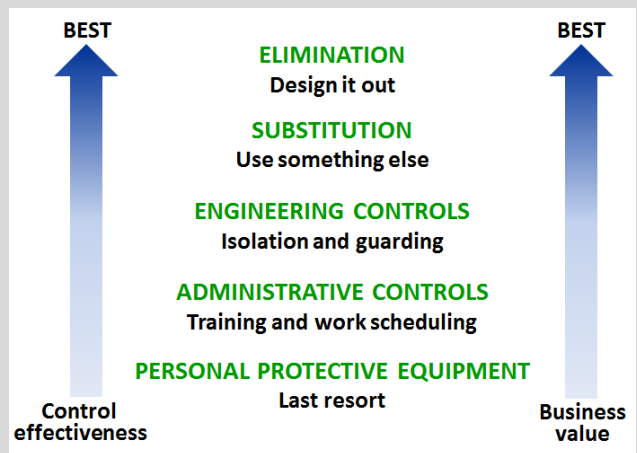 BEST
BEST
ELIMINATION
Design it out
SUBSTITUTION
Use something else
ENGINEERING CONTROLS
Isolation and guarding
ADMINISTRATIVE CONTROLS
Training and work scheduling
PERSONAL PROTECTIVE EQUIPMENT
Last resort
Control
effectiveness
Business
value